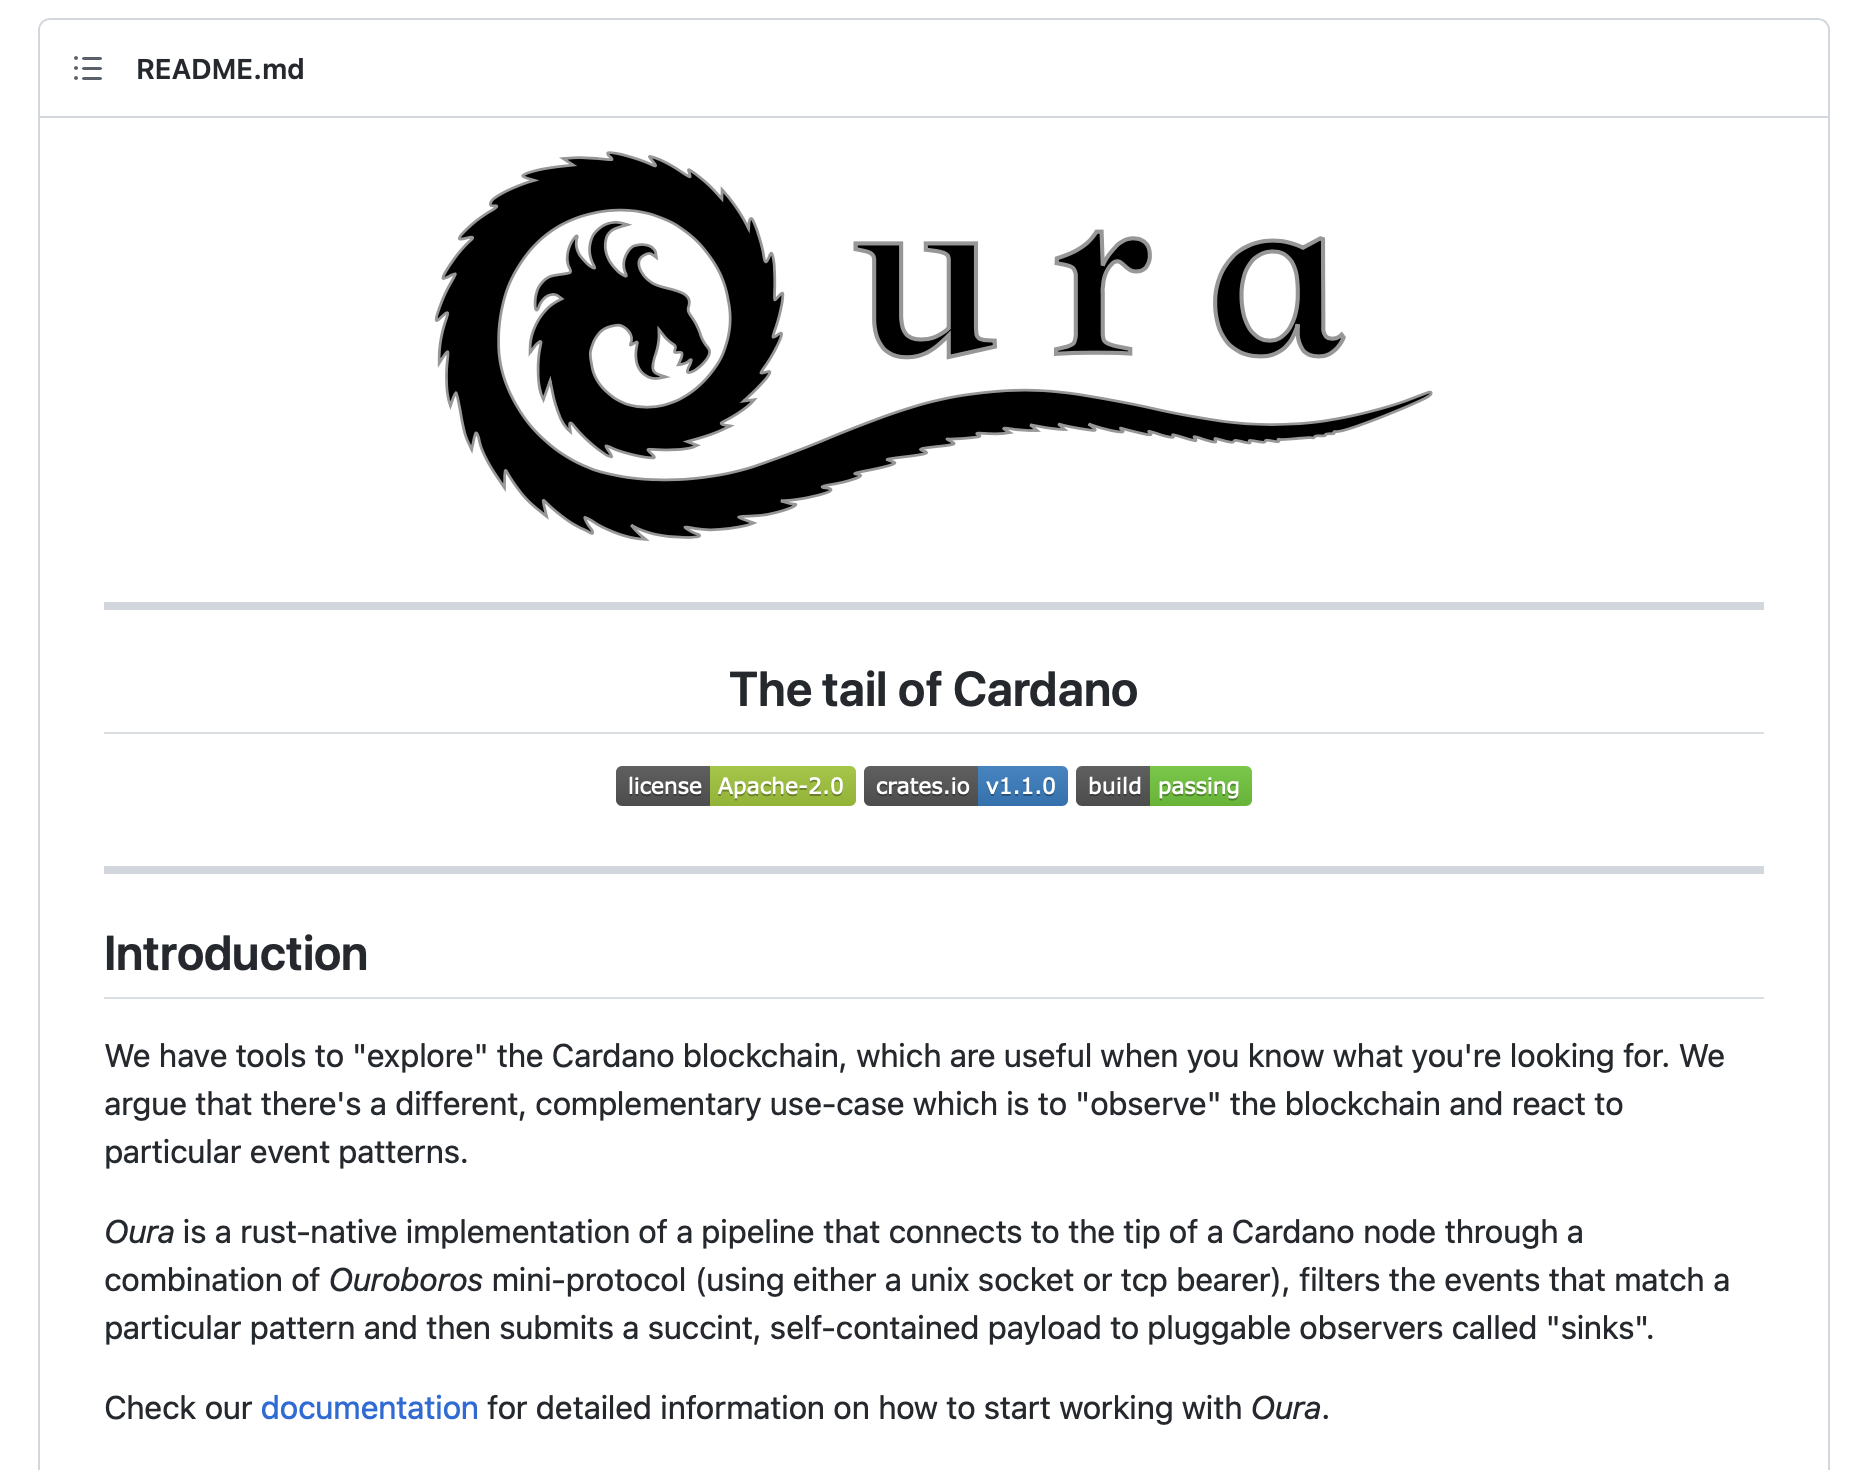 README.md
Oura
The tail of Cardano
license Apache-2.0 crates.io v1.1.0 build passing
Introduction
We have tools to "explore" the Cardano blockchain, which are useful when you know what you're looking for. We
argue that there's a different, complementary use-case which is to "observe" the blockchain and react to
particular event patterns.
Oura is a rust-native implementation of a pipeline that connects to the tip of a Cardano node through a
combination of Ouroboros mini-protocol (using either a unix socket or tcp bearer), filters the events that match a
particular pattern and then submits a succint, self-contained payload to pluggable observers called "sinks".
Check our documentation for detailed information on how to start working with Oura.